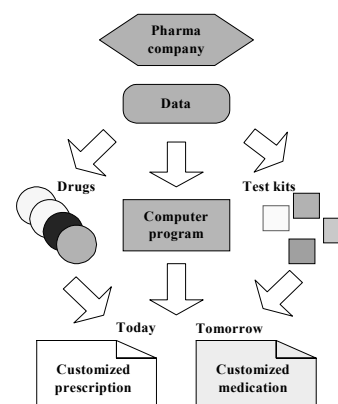 Pharma
company
Data
Drugs
Test kits
Computer
program
Today
Tomorrow
Customized
prescription
Customized
medication